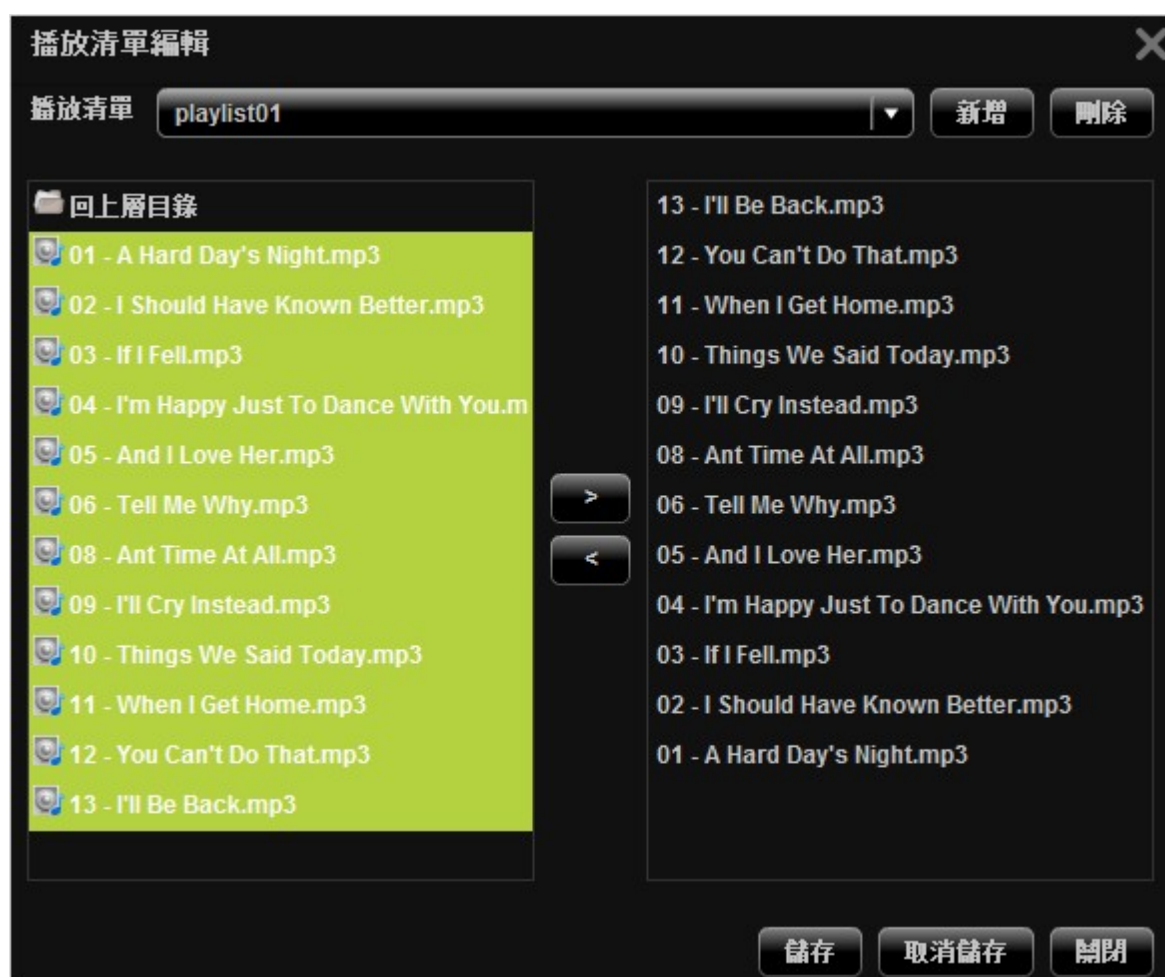 播放清單編輯
播放清單 playlist01 新增 刪除
回上層目錄
01 - A Hard Day's Night.mp3
02 - I Should Have Known Better.mp3
03 - If I Fell.mp3
04 - I'm Happy Just To Dance With You.m
05 - And I Love Her.mp3
06 - Tell Me Why.mp3
08 - Ant Time At All.mp3
09 - I'll Cry Instead.mp3
10 - Things We Said Today.mp3
11 - When I Get Home.mp3
12 - You Can't Do That.mp3
13 - I'll Be Back.mp3
>
<
13 - I'll Be Back.mp3
12 - You Can't Do That.mp3
11 - When I Get Home.mp3
10 - Things We Said Today.mp3
09 - I'll Cry Instead.mp3
08 - Ant Time At All.mp3
06 - Tell Me Why.mp3
05 - And I Love Her.mp3
04 - I'm Happy Just To Dance With You.mp3
03 - If I Fell.mp3
02 - I Should Have Known Better.mp3
01 - A Hard Day's Night.mp3
儲存 取消儲存 關閉